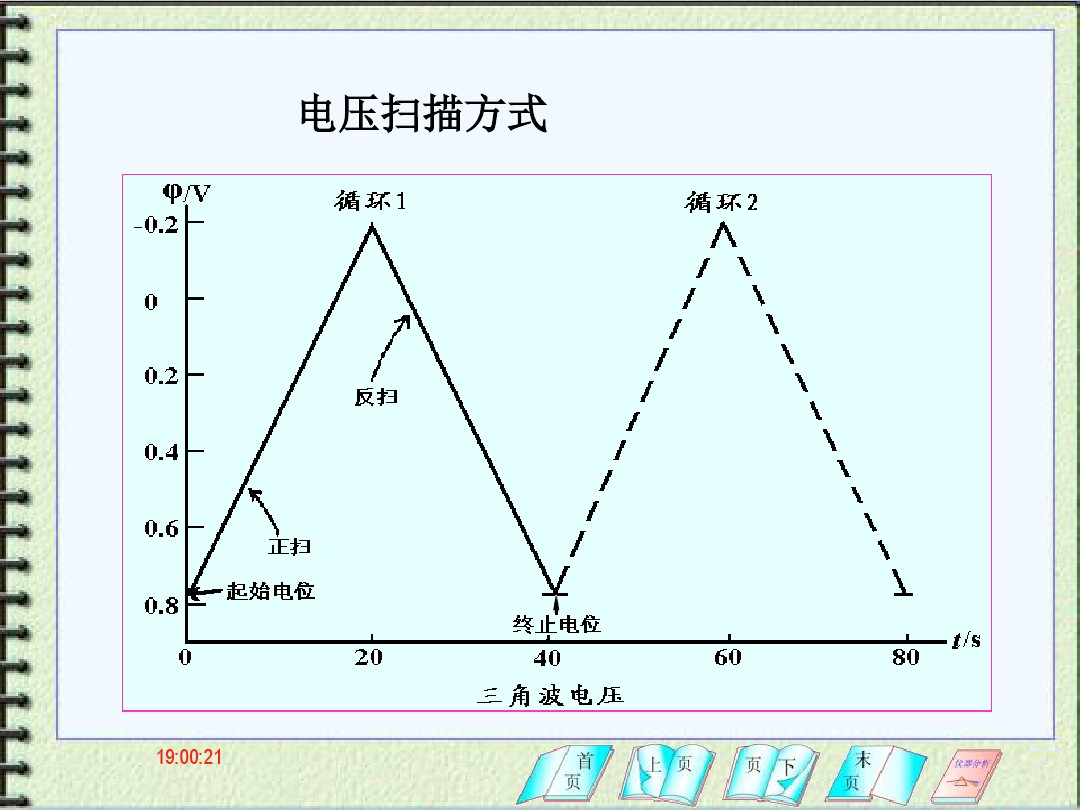 电压扫描方式
φ/V
循环1
循环2
-0.2
0
0.2
反扫
0.4
0.6
正扫
起始电位
0.8
终止电位
t/s
0 20 40 60 80
三角波电压
19:00:21
首页
上页
页下
末页
仪器分析